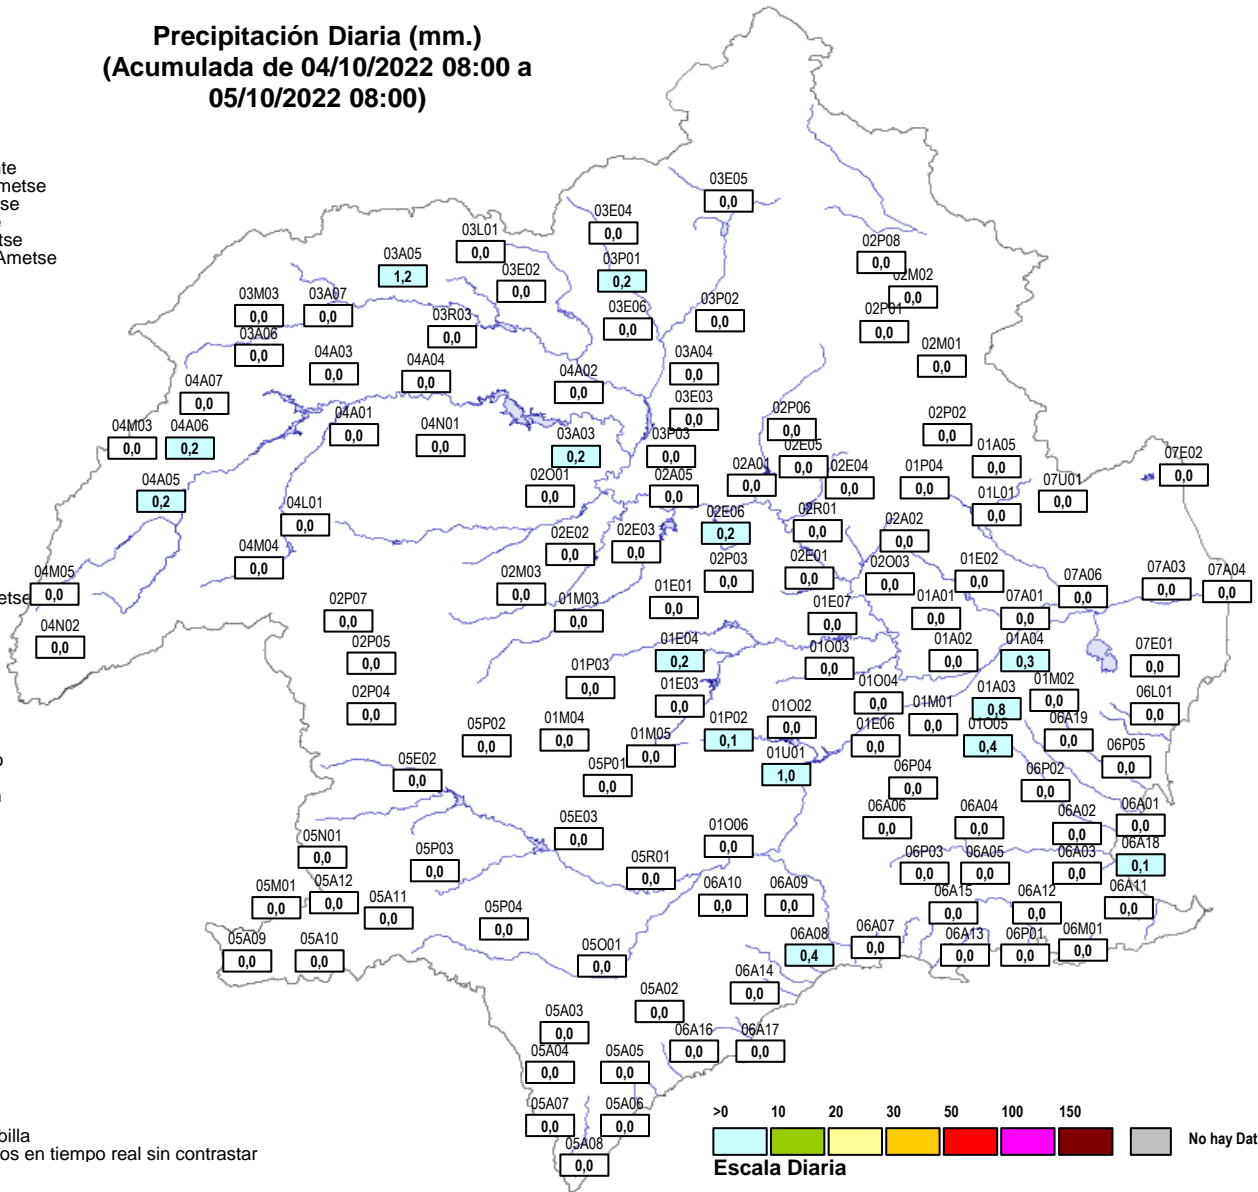 Precipitación Diaria (mm.)
(Acumulada de 04/10/2022 08:00 a
05/10/2022 08:00)
03E05
0,0
03E04
0,0
03L01
0,0
03A05
1,2
03E02
0,0
03P01
0,2
02P08
0,0
02M02
0,0
03M03
0,0
03A07
0,0
03R03
0,0
03E06
0,0
03P02
0,0
02P01
0,0
03A06
0,0
04A03
0,0
04A04
0,0
04A02
0,0
03A04
0,0
02M01
0,0
04A07
0,0
03E03
0,0
04M03
0,0
04A06
0,2
04A01
0,0
04N01
0,0
03A03
0,2
03P03
0,0
02P06
0,0
02E05
0,0
02P02
0,0
01A05
0,0
07E02
0,0
04A05
0,2
02O01
0,0
02A05
0,0
02A01
0,0
02E04
0,0
01P04
0,0
01L01
0,0
07U01
0,0
04L01
0,0
02E06
0,2
02R01
0,0
02A02
0,0
04M04
0,0
02E02
0,0
02E03
0,0
04M05
0,0
02M03
0,0
02P03
0,0
02E01
0,0
02O03
0,0
01E02
0,0
07A06
0,0
07A03
0,0
07A04
0,0
etse
04N02
0,0
02P07
0,0
01M03
0,0
01E01
0,0
01E07
0,0
01A01
0,0
07A01
0,0
02P05
0,0
01E04
0,2
01O03
0,0
01A02
0,0
01A04
0,3
07E01
0,0
02P04
0,0
01P03
0,0
01E03
0,0
01O04
0,0
01A03
0,8
01M02
0,0
06L01
0,0
05P02
0,0
01M04
0,0
01M05
0,0
01P02
0,1
01O02
0,0
01E06
0,0
01M01
0,0
01O05
0,4
06A19
0,0
06P05
0,0
05E02
0,0
05P01
0,0
01U01
1,0
06P04
0,0
06P02
0,0
05E03
0,0
01O06
0,0
06A06
0,0
06A04
0,0
06A02
0,0
06A01
0,0
05N01
0,0
05P03
0,0
05R01
0,0
06P03
0,0
06A05
0,0
06A03
0,0
06A18
0,1
05M01
0,0
05A12
0,0
05A11
0,0
05P04
0,0
06A10
0,0
06A09
0,0
06A15
0,0
06A12
0,0
06A11
0,0
05A09
0,0
05A10
0,0
05O01
0,0
06A08
0,4
06A07
0,0
06A13
0,0
06P01
0,0
06M01
0,0
06A14
0,0
05A02
0,0
05A03
0,0
06A16
0,0
06A17
0,0
05A04
0,0
05A05
0,0
05A07
0,0
05A06
0,0
05A08
0,0
billa
os en tiempo real sin contrastar
>0 10 20 30 50 100 150
No hay Dat
Escala Diaria